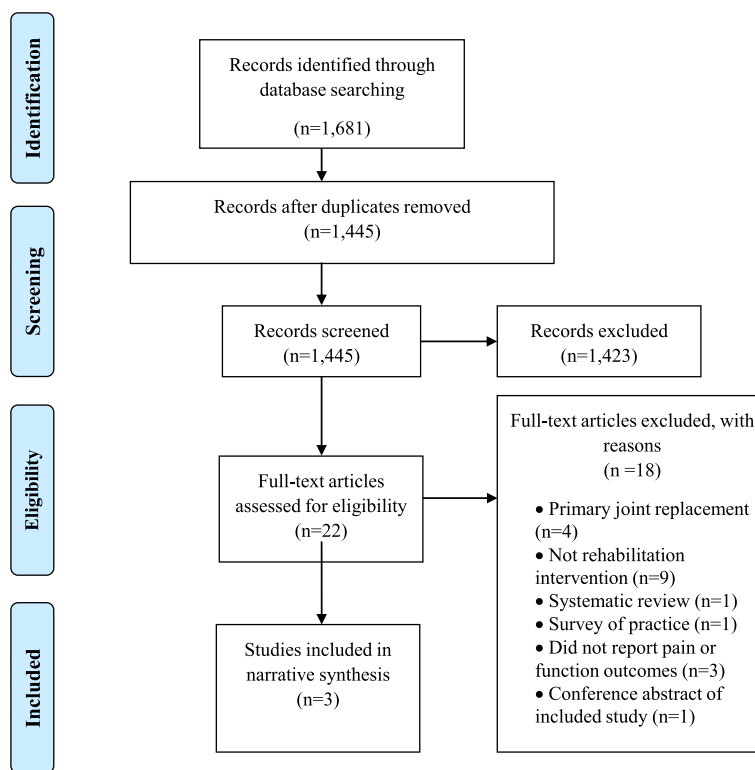 Identification
Records identified through
database searching
(n=1,681)
Records after duplicates removed
(n=1,445)
Screening
Records screened
(n=1,445)
Records excluded
(n=1,423)
Eligibility
Full-text articles
assessed for eligibility
(n=22)
Full-text articles excluded, with
reasons
(n =18)
• Primary joint replacement
(n=4)
• Not rehabilitation
intervention (n=9)
• Systematic review (n=1)
• Survey of practice (n=1)
• Did not report pain or
function outcomes (n=3)
• Conference abstract of
included study (n=1)
Included
Studies included in
narrative synthesis
(n=3)